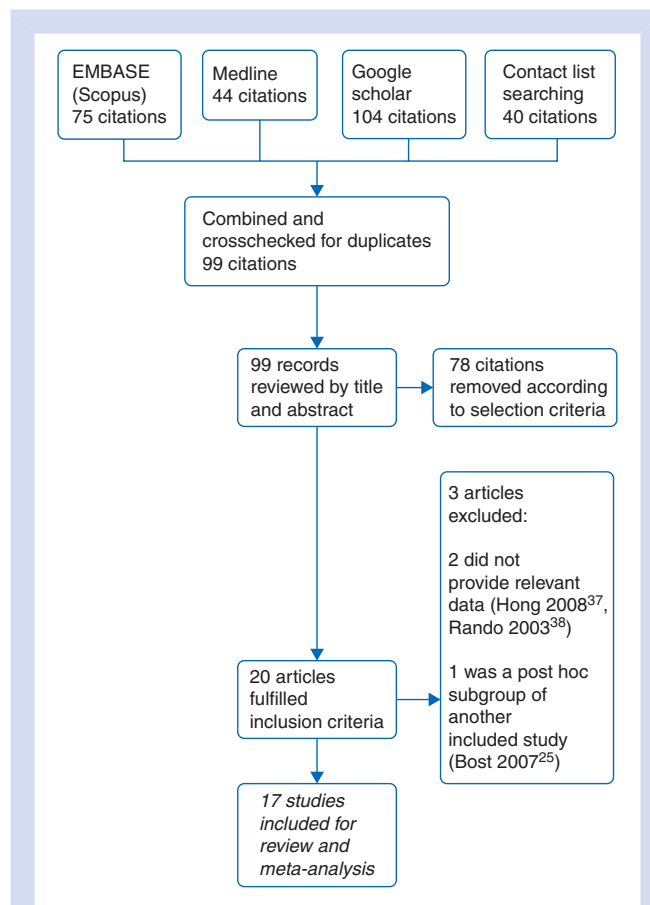 EMBASE
(Scopus)
75 citations
Medline
44 citations
Google
scholar
104 citations
Contact list
searching
40 citations
Combined and
crosschecked for duplicates
99 citations
99 records
reviewed by title
and abstract
78 citations
removed according
to selection criteria
3 articles
excluded:
2 did not
provide relevant
data (Hong 2008³⁷,
Rando 2003³⁸)
1 was a post hoc
subgroup of
another
included study
(Bost 2007²⁵)
20 articles
fulfilled
inclusion criteria
17 studies
included for
review and
meta-analysis